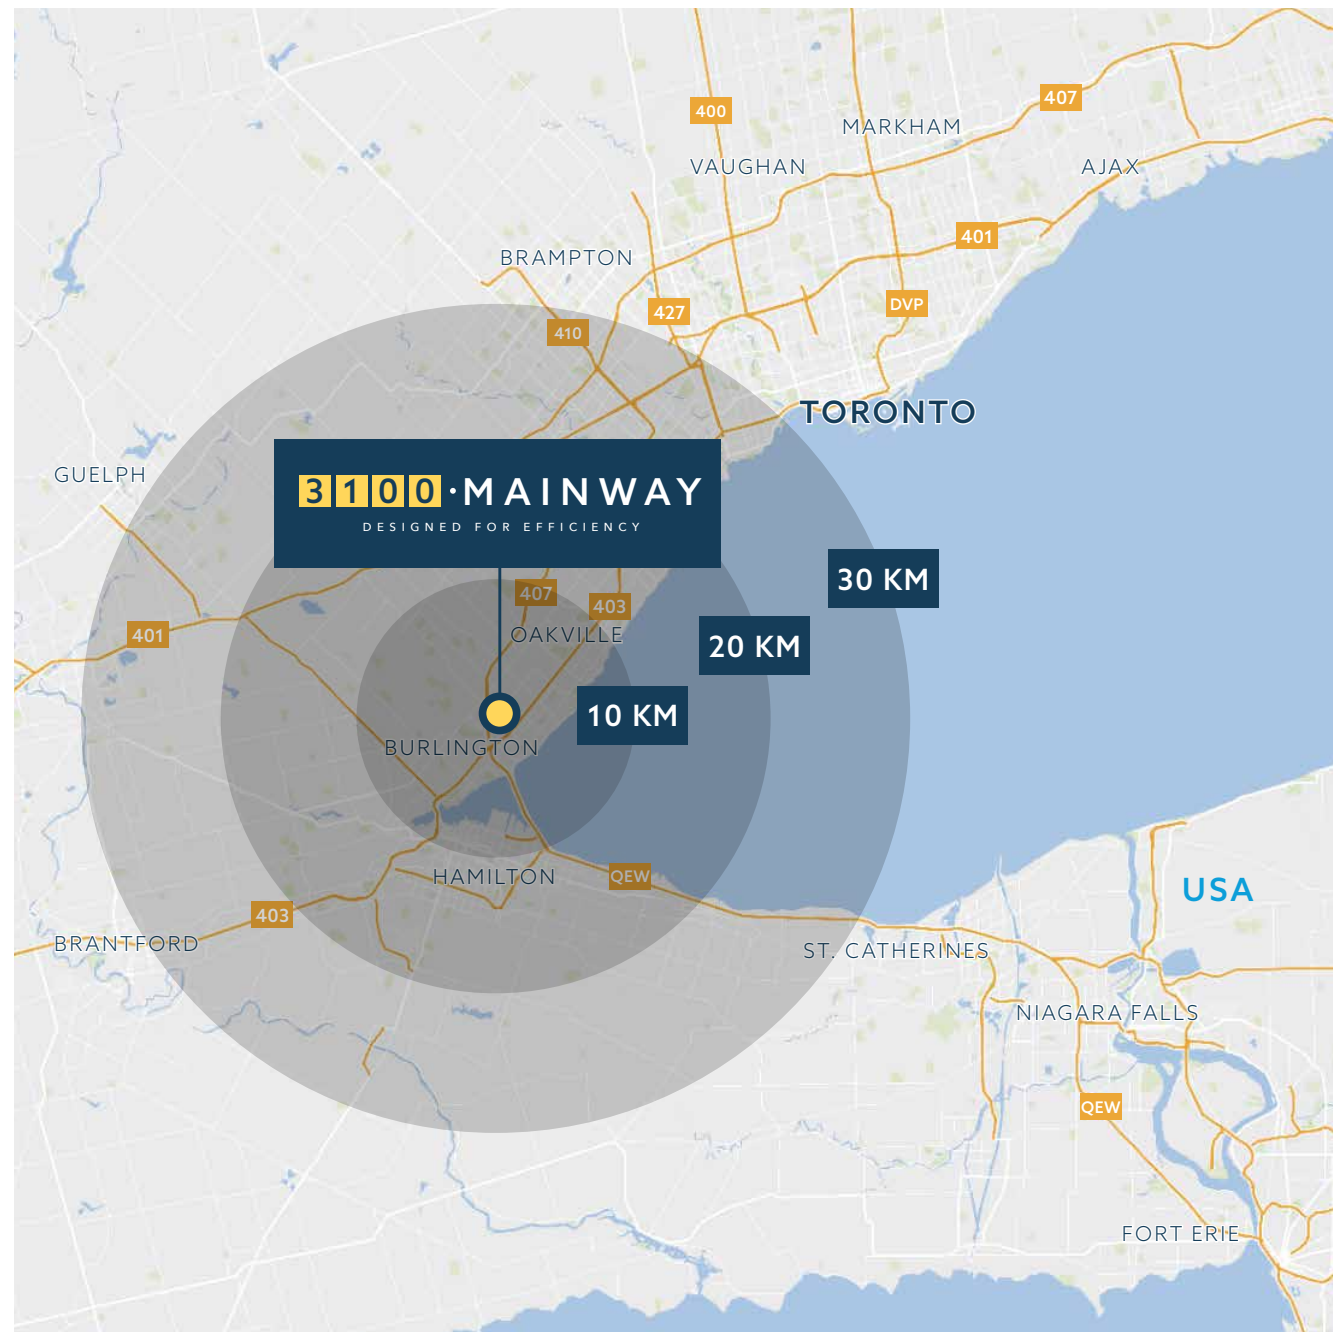 400
407
MARKHAM
VAUGHAN
AJAX
401
BRAMPTON
427
DVP
410
TORONTO
GUELPH
3100·MAINWAY
DESIGNED FOR EFFICIENCY
30 KM
407
403
401
OAKVILLE
20 KM
10 KM
BURLINGTON
HAMILTON
QEW
USA
403
BRANTFORD
ST. CATHERINES
NIAGARA FALLS
QEW
FORT ERIE